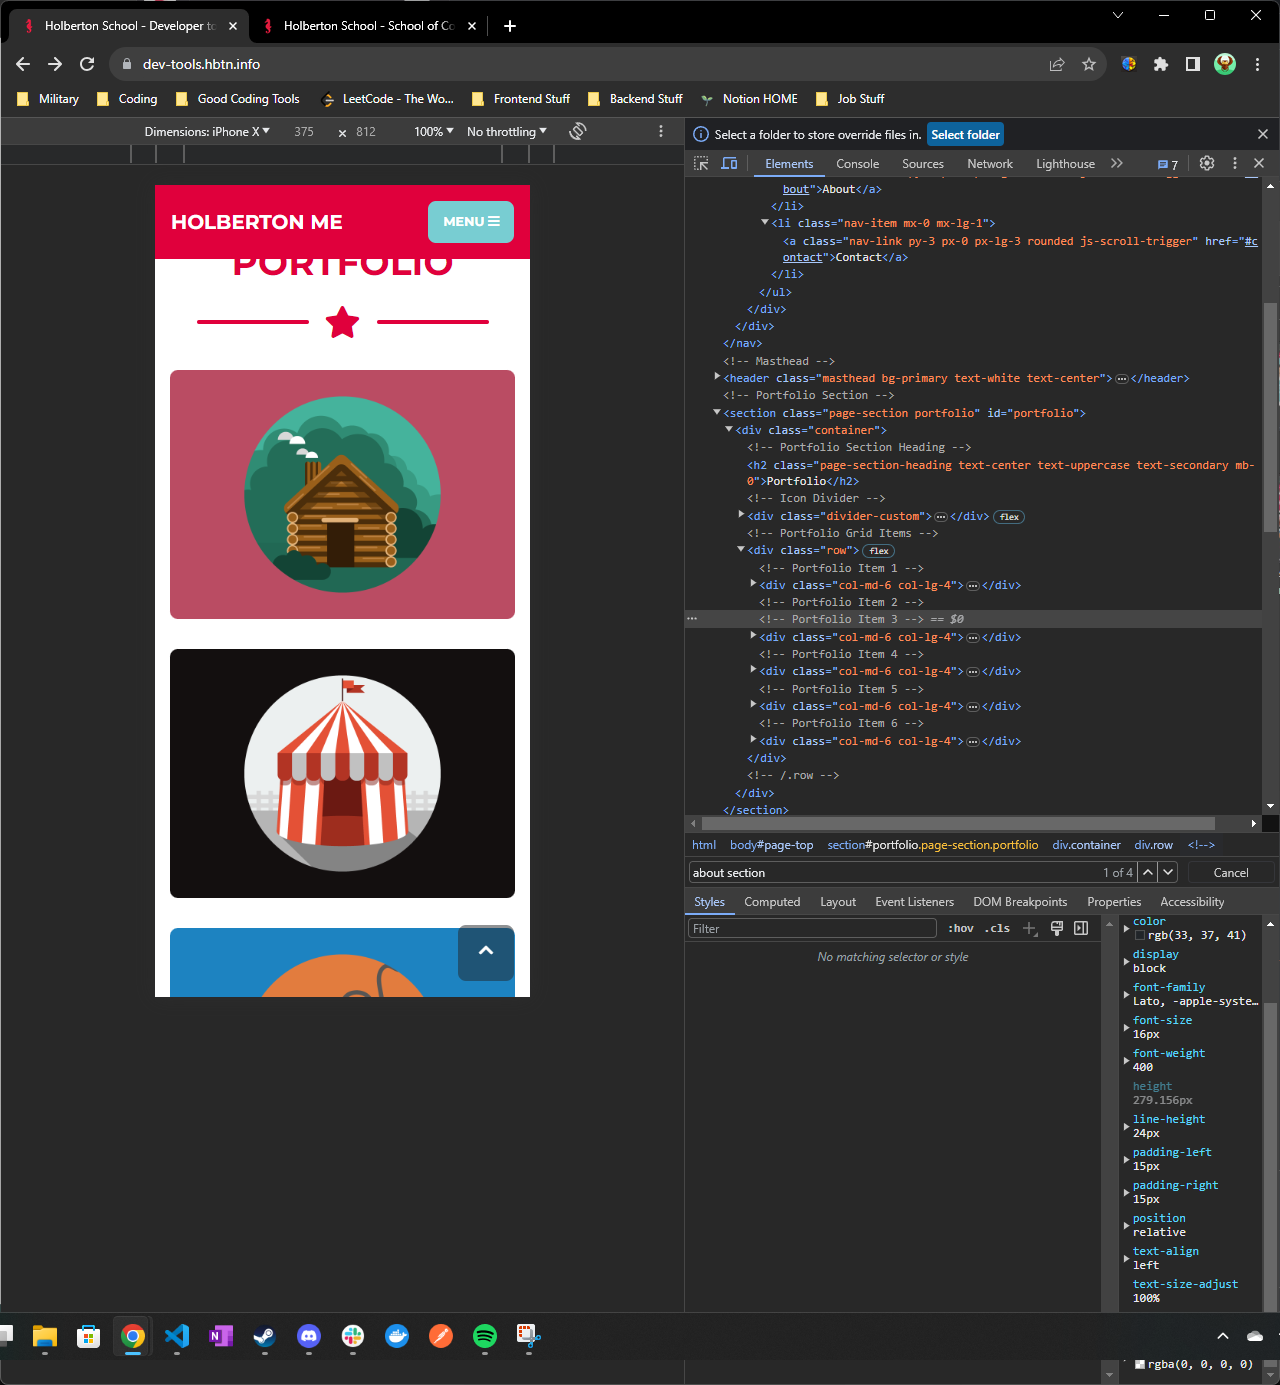 Holberton School - Developer to
Holberton School - School of Co
dev-tools.hbtn.info
Military
Coding
Good Coding Tools
LeetCode - The Wo...
Frontend Stuff
Backend Stuff
Notion HOME
Job Stuff
Dimensions: iPhone X
375
×
812
100%
No throttling
HOLBERTON ME
MENU
PORTFOLIO
Select a folder to store override files in.
Select folder
Elements
Console
Sources
Network
Lighthouse
7
bout">About</a>
</li>
<li class="nav-item mx-0 mx-lg-1">
<a class="nav-link py-3 px-0 px-lg-3 rounded js-scroll-trigger" href="#c
ontact">Contact</a>
</li>
</ul>
</div>
</div>
</nav>
<!-- Masthead -->
<header class="masthead bg-primary text-white text-center">…</header>
<!-- Portfolio Section -->
<section class="page-section portfolio" id="portfolio">
<div class="container">
<!-- Portfolio Section Heading -->
<h2 class="page-section-heading text-center text-uppercase text-secondary mb-
0">Portfolio</h2>
<!-- Icon Divider -->
<div class="divider-custom">…</div> flex
<!-- Portfolio Grid Items -->
<div class="row"> flex
<!-- Portfolio Item 1 -->
<div class="col-md-6 col-lg-4">…</div>
<!-- Portfolio Item 2 -->
<!-- Portfolio Item 3 --> == $0
<div class="col-md-6 col-lg-4">…</div>
<!-- Portfolio Item 4 -->
<div class="col-md-6 col-lg-4">…</div>
<!-- Portfolio Item 5 -->
<div class="col-md-6 col-lg-4">…</div>
<!-- Portfolio Item 6 -->
<div class="col-md-6 col-lg-4">…</div>
</div>
<!-- /.row -->
</div>
</section>
html
body#page-top
section#portfolio.page-section.portfolio
div.container
div.row
<!-->
about section
1 of 4
Cancel
Styles
Computed
Layout
Event Listeners
DOM Breakpoints
Properties
Accessibility
Filter
:hov
.cls
No matching selector or style
color
rgb(33, 37, 41)
display
block
font-family
Lato, -apple-syste…
font-size
16px
font-weight
400
height
279.156px
line-height
24px
padding-left
15px
padding-right
15px
position
relative
text-align
left
text-size-adjust
100%
rgba(0, 0, 0, 0)